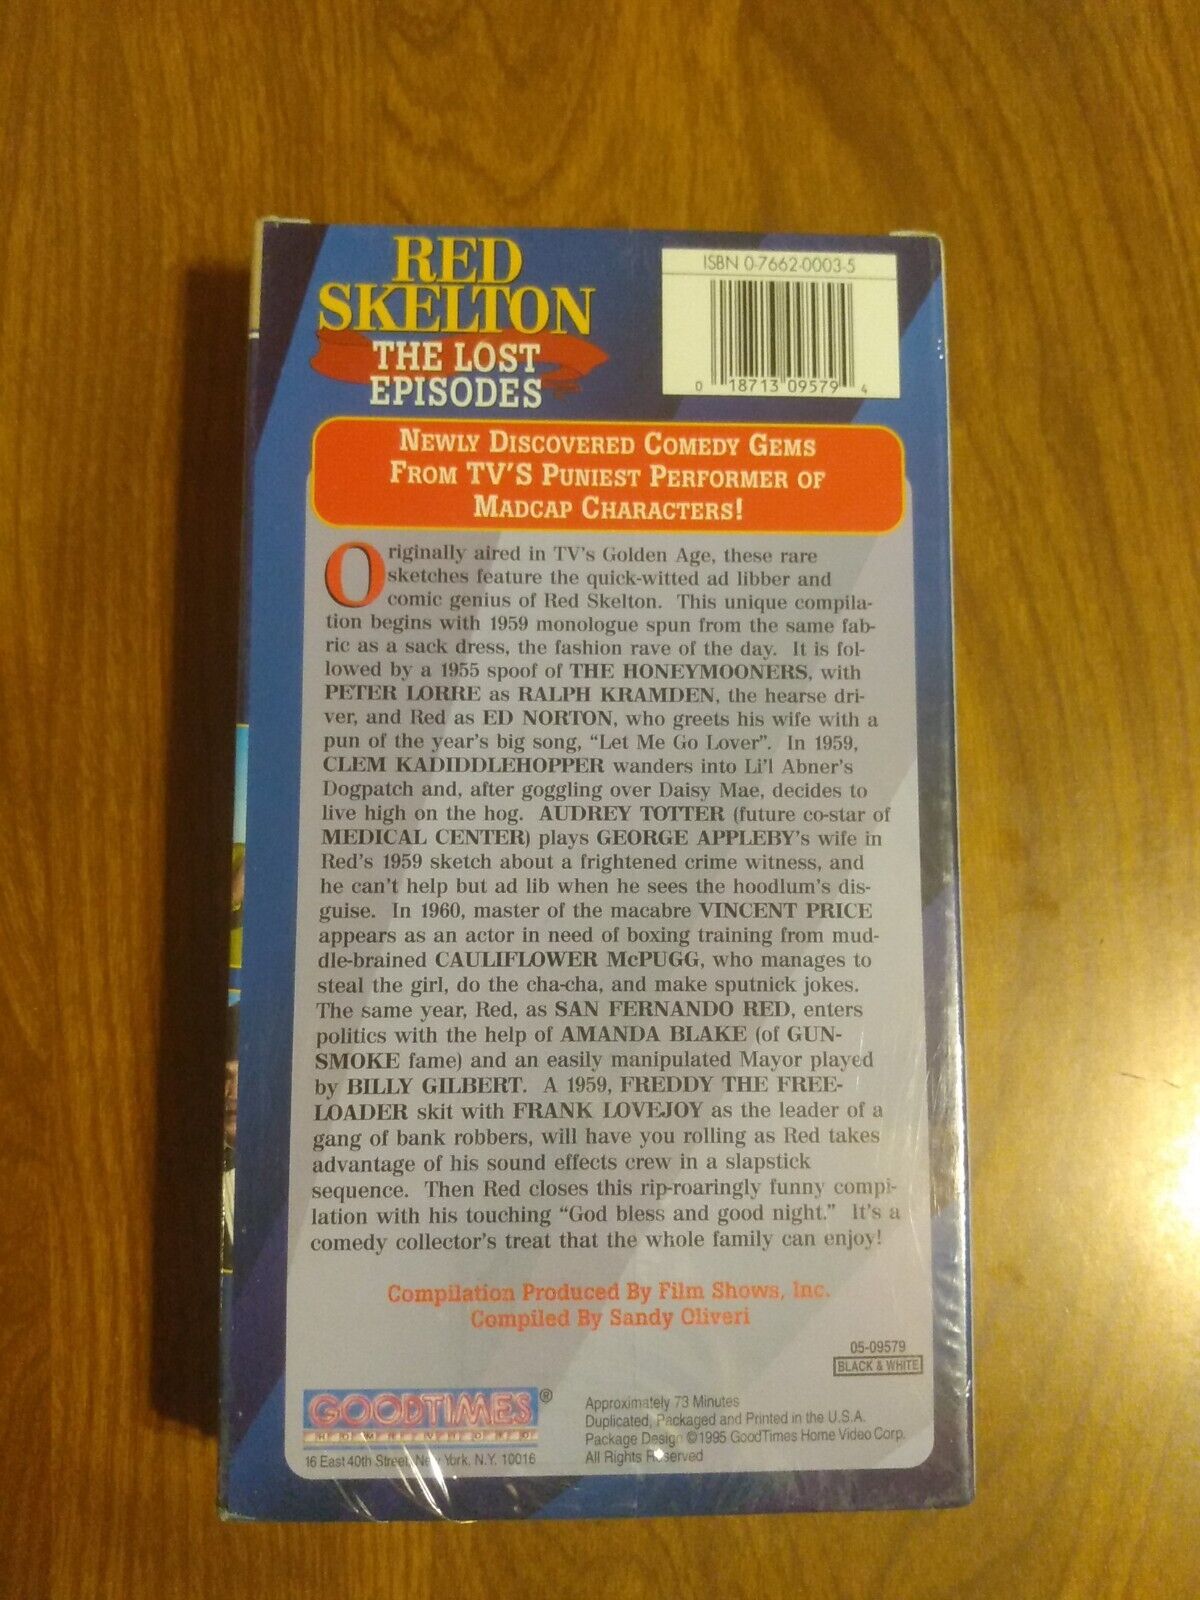 RED
SKELTON
THE LOST
EPISODES
ISBN 0-7662-0003-5
0 18713 09579 4
NEWLY DISCOVERED COMEDY GEMS
FROM TV'S PUNIEST PERFORMER OF
MADCAP CHARACTERS!
Originally aired in TV's Golden Age, these rare
sketches feature the quick-witted ad libber and
comic genius of Red Skelton. This unique compila-
tion begins with 1959 monologue spun from the same fab-
ric as a sack dress, the fashion rave of the day. It is fol-
lowed by a 1955 spoof of THE HONEYMOONERS, with
PETER LORRE as RALPH KRAMDEN, the hearse dri-
ver, and Red as ED NORTON, who greets his wife with a
pun of the year's big song, "Let Me Go Lover". In 1959,
CLEM KADIDDLEHOPPER wanders into Li'l Abner's
Dogpatch and, after goggling over Daisy Mae, decides to
live high on the hog. AUDREY TOTTER (future co-star of
MEDICAL CENTER) plays GEORGE APPLEBY's wife in
Red's 1959 sketch about a frightened crime witness, and
he can't help but ad lib when he sees the hoodlum's dis-
guise. In 1960, master of the macabre VINCENT PRICE
appears as an actor in need of boxing training from mud-
dle-brained CAULIFLOWER McPUGG, who manages to
steal the girl, do the cha-cha, and make sputnick jokes.
The same year, Red, as SAN FERNANDO RED, enters
politics with the help of AMANDA BLAKE (of GUN-
SMOKE fame) and an easily manipulated Mayor played
by BILLY GILBERT. A 1959, FREDDY THE FREE-
LOADER skit with FRANK LOVEJOY as the leader of a
gang of bank robbers, will have you rolling as Red takes
advantage of his sound effects crew in a slapstick
sequence. Then Red closes this rip-roaringly funny compi-
lation with his touching "God bless and good night." It's a
comedy collector's treat that the whole family can enjoy!
Compilation Produced By Film Shows, Inc.
Compiled By Sandy Oliveri
05-09579
BLACK & WHITE
GOODTIMES®
HOME VIDEO
16 East 40th Street, New York, N.Y. 10016
Approximately 73 Minutes
Duplicated, Packaged and Printed in the U.S.A.
Package Design ©1995 GoodTimes Home Video Corp.
All Rights Reserved